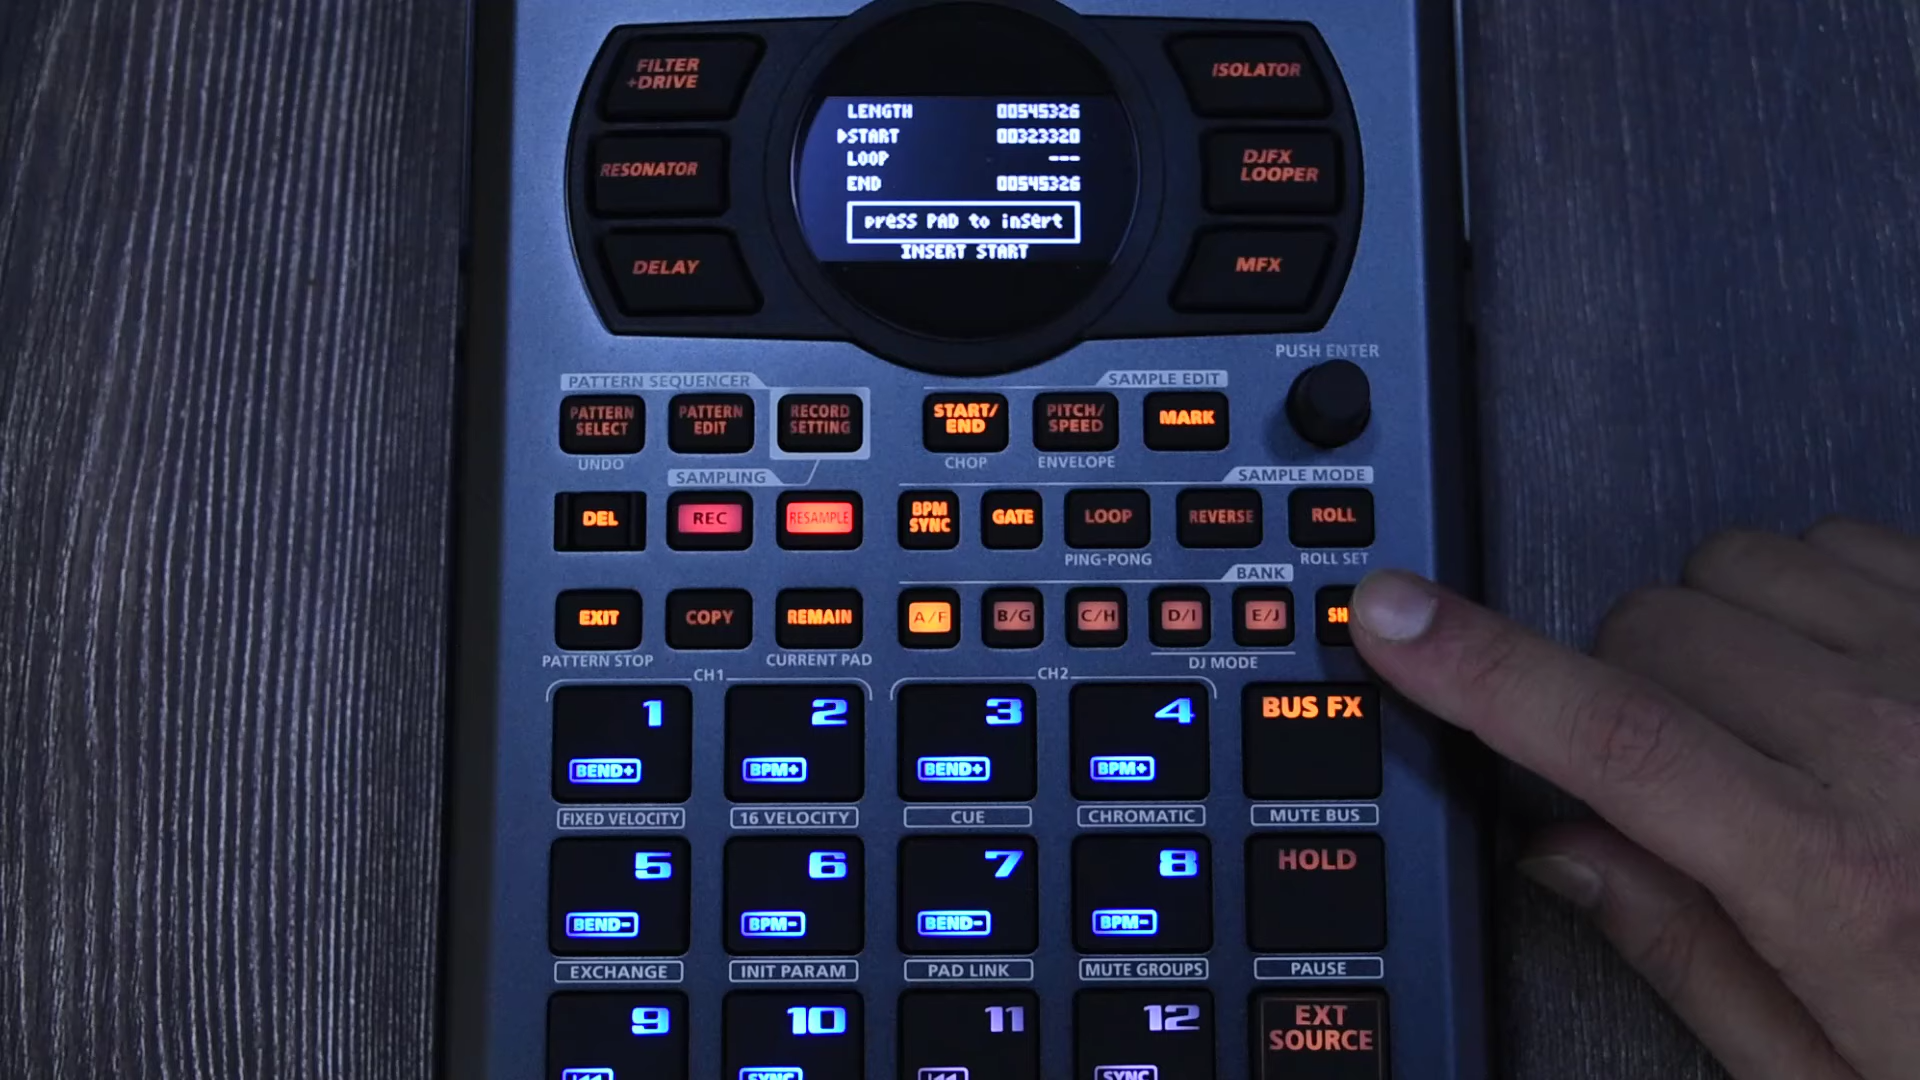 FILTER
+DRIVE
ISOLATOR
LENGTH 00545326
START 00323320
LOOP ---
END 00545326
press PAD to insert
INSERT START
RESONATOR
DJFX
LOOPER
DELAY
MFX
PUSH ENTER
PATTERN SEQUENCER
SAMPLE EDIT
PATTERN
SELECT
PATTERN
EDIT
RECORD
SETTING
START/
END
PITCH/
SPEED
MARK
UNDO
CHOP
ENVELOPE
SAMPLING
SAMPLE MODE
DEL
REC
RESAMPLE
BPM
SYNC
GATE
LOOP
REVERSE
ROLL
PING-PONG
ROLL SET
BANK
EXIT
COPY
REMAIN
A/F
B/G
C/H
D/I
E/J
SH
PATTERN STOP
CURRENT PAD
DJ MODE
CH1
CH2
1
2
3
4
BUS FX
BEND+
BPM+
BEND+
BPM+
FIXED VELOCITY
16 VELOCITY
CUE
CHROMATIC
MUTE BUS
5
6
7
8
HOLD
BEND-
BPM-
BEND-
BPM-
EXCHANGE
INIT PARAM
PAD LINK
MUTE GROUPS
PAUSE
9
10
11
12
EXT
SOURCE
SYNC
SYNC